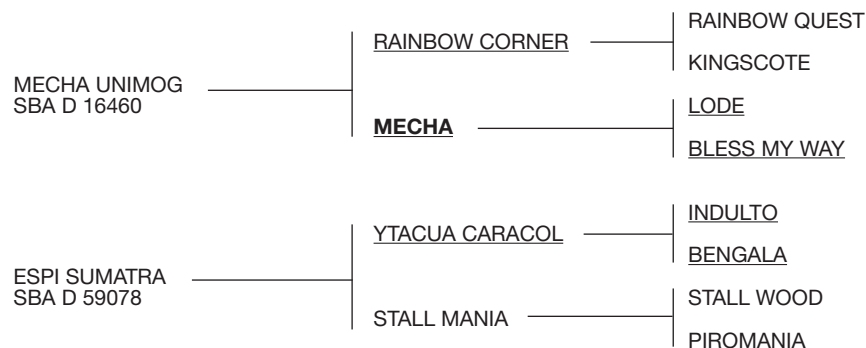 RAINBOW QUEST
RAINBOW CORNER
KINGSCOTE
MECHA UNIMOG
SBA D 16460
LODE
MECHA
BLESS MY WAY
INDULTO
YTACUA CARACOL
BENGALA
ESPI SUMATRA
SBA D 59078
STALL WOOD
STALL MANIA
PIROMANIA